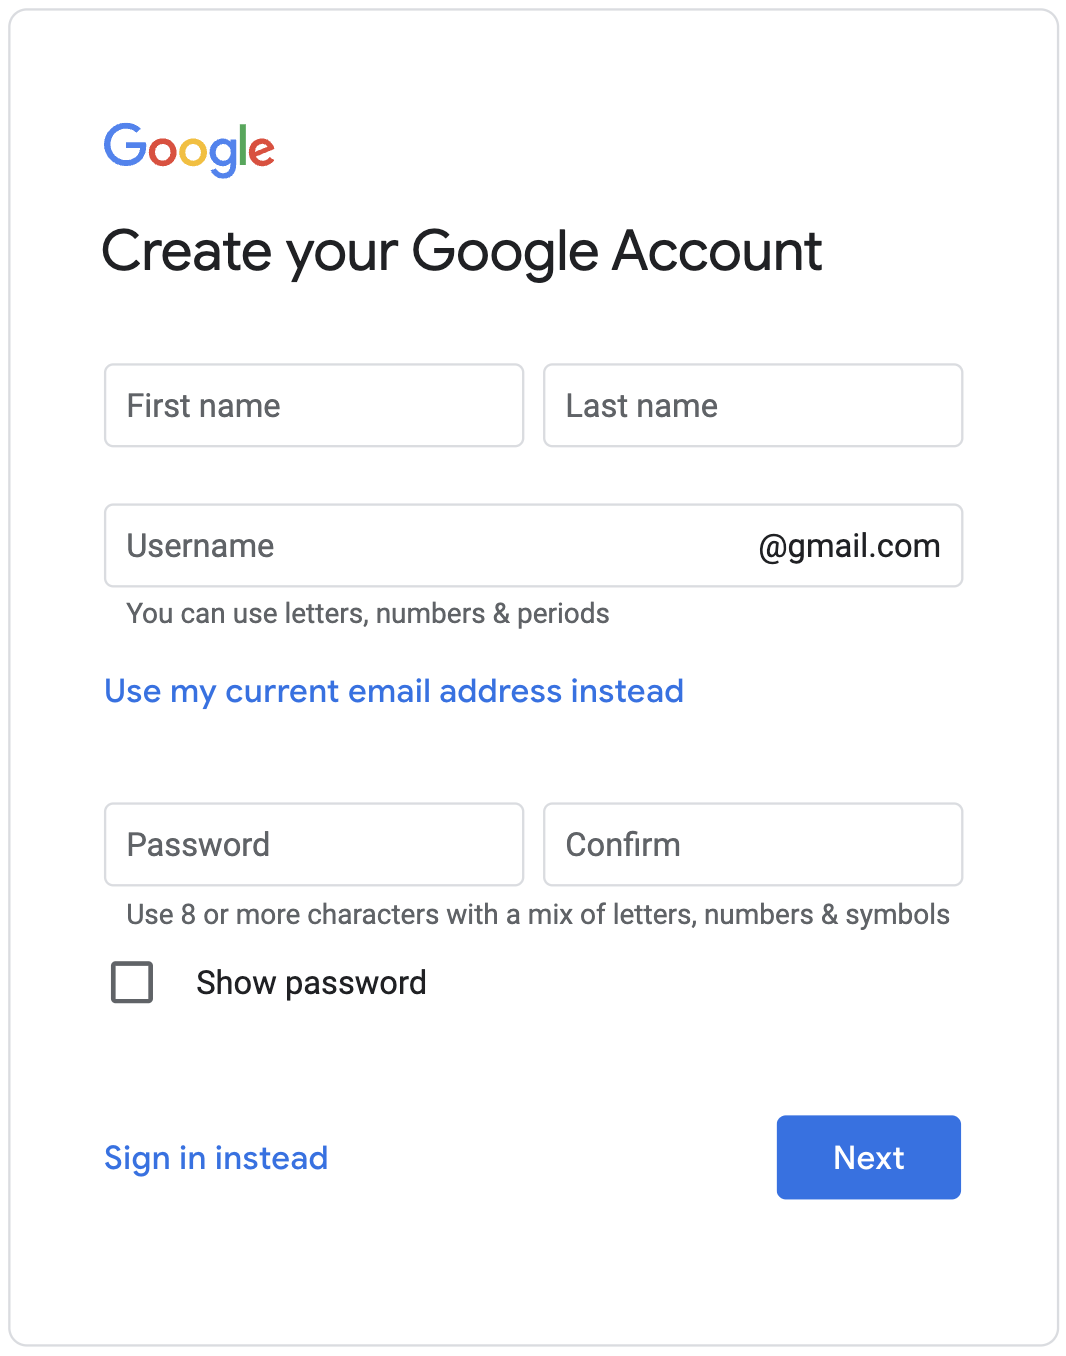 Google
Create your Google Account
First name Last name
Username @gmail.com
You can use letters, numbers & periods
Use my current email address instead
Password Confirm
Use 8 or more characters with a mix of letters, numbers & symbols
Show password
Sign in instead Next